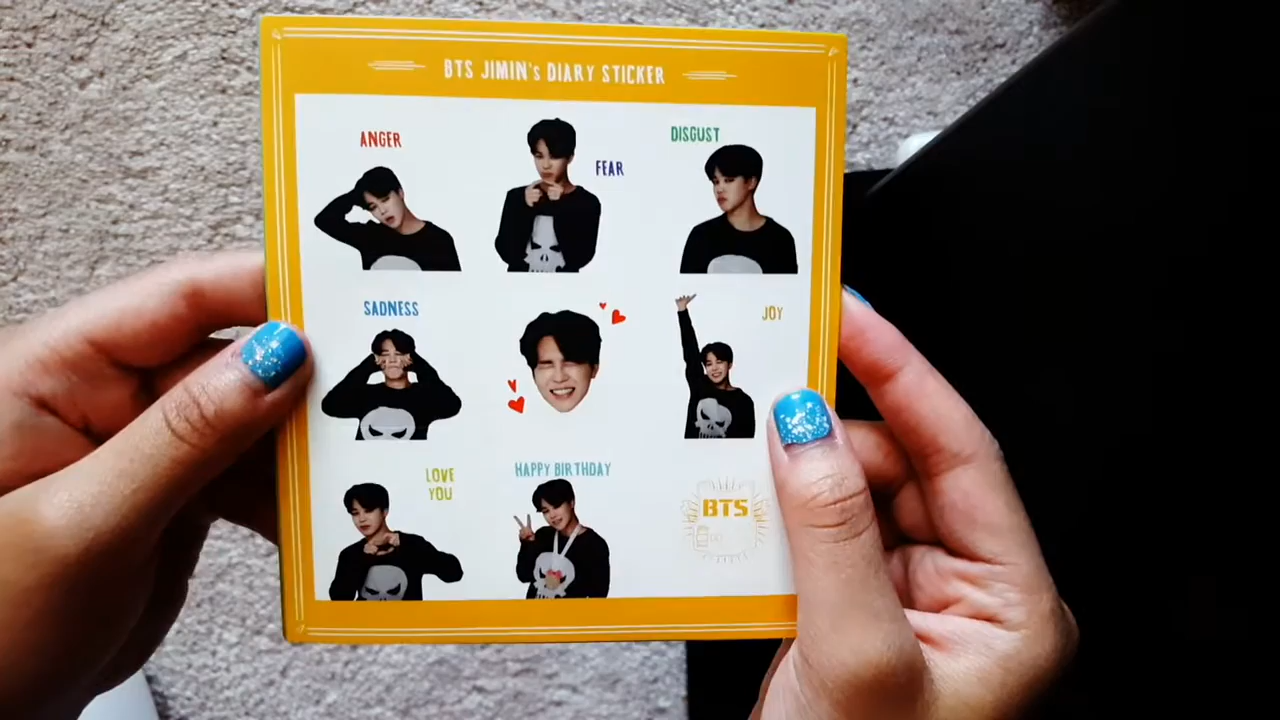 BTS JIMIN's DIARY STICKER
ANGER
FEAR
DISGUST
SADNESS
JOY
LOVE
YOU
HAPPY BIRTHDAY
BTS